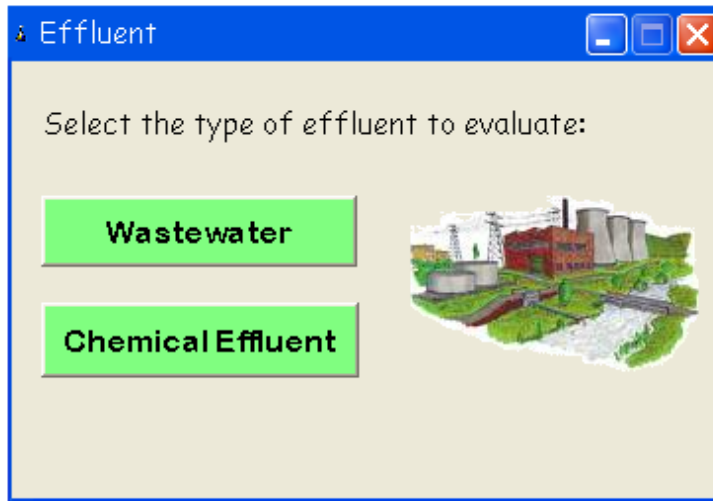 Effluent
Select the type of effluent to evaluate:
Wastewater
Chemical Effluent